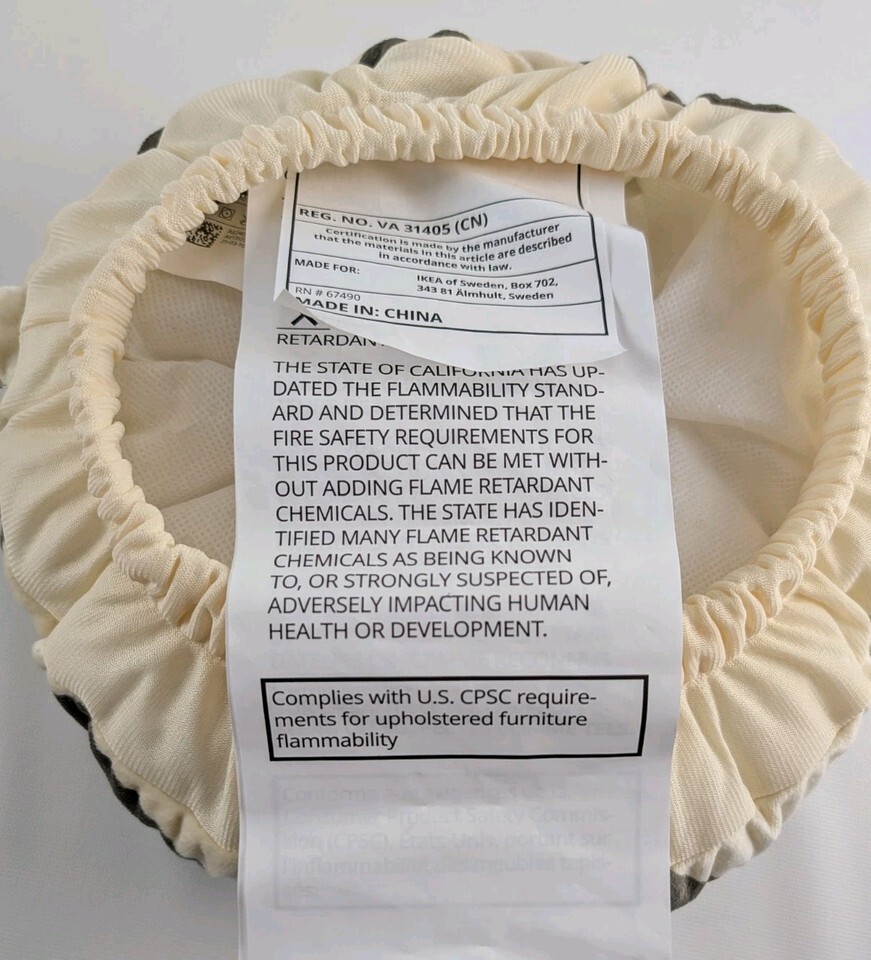 REG. NO. VA 31405 (CN)
Certification is made by the manufacturer
that the materials in this article are described
in accordance with law.
MADE FOR:
IKEA of Sweden, Box 702,
343 81 Älmhult, Sweden
RN # 67490
MADE IN: CHINA
THE STATE OF CALIFORNIA HAS UP-
DATED THE FLAMMABILITY STAND-
ARD AND DETERMINED THAT THE
FIRE SAFETY REQUIREMENTS FOR
THIS PRODUCT CAN BE MET WITH-
OUT ADDING FLAME RETARDANT
CHEMICALS. THE STATE HAS IDEN-
TIFIED MANY FLAME RETARDANT
CHEMICALS AS BEING KNOWN
TO, OR STRONGLY SUSPECTED OF,
ADVERSELY IMPACTING HUMAN
HEALTH OR DEVELOPMENT.
Complies with U.S. CPSC require-
ments for upholstered furniture
flammability